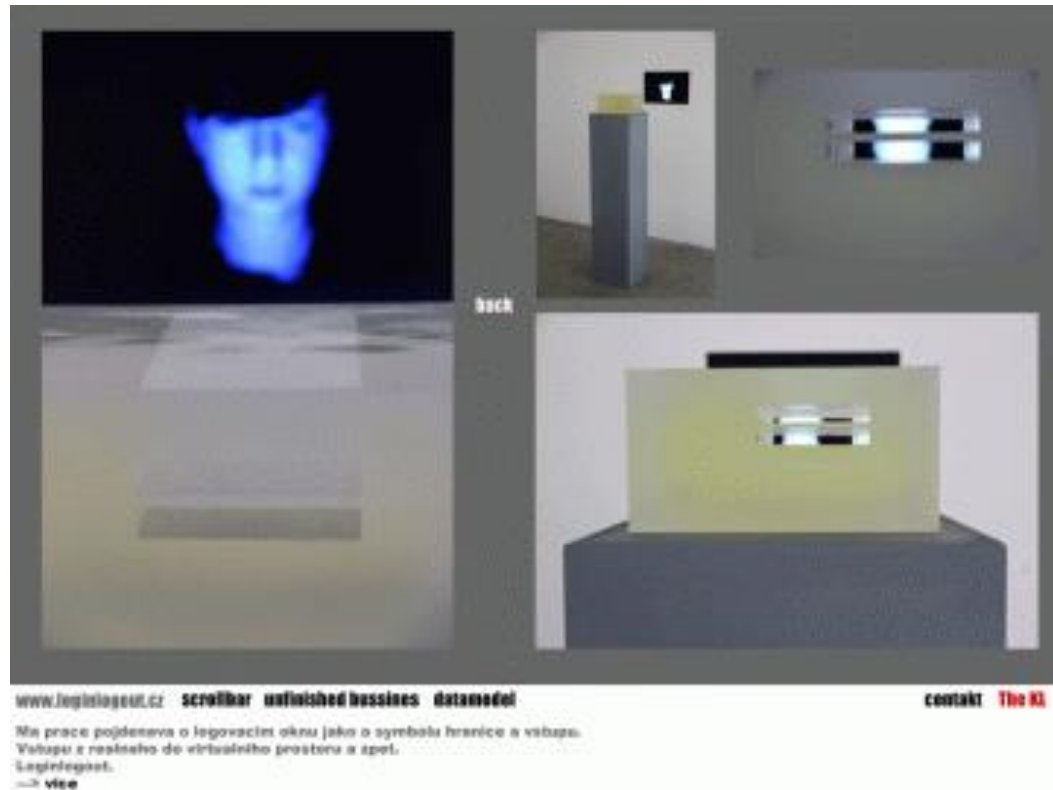 back
www.loginlogout.cz scrollbar unfinished bussines datamodel contakt The KL
Ma prace pojdenava o logovacim oknu jako o symbolu hranice a vstupu.
Vstupu z realneho do virtualniho prostoru a zpet.
Loginlogout.
--> vice